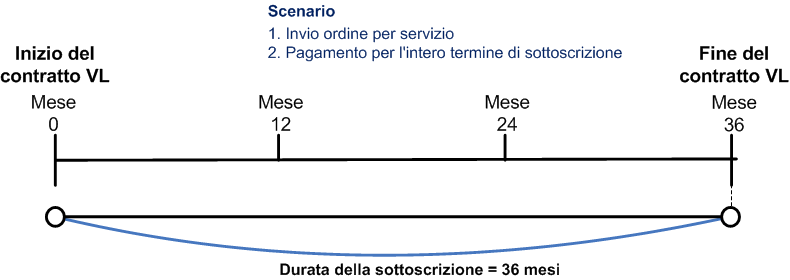 Scenario
1. Invio ordine per servizio
2. Pagamento per l'intero termine di sottoscrizione
Inizio del
contratto VL
Fine del
contratto VL
Mese
0
Mese
12
Mese
24
Mese
36
Durata della sottoscrizione = 36 mesi